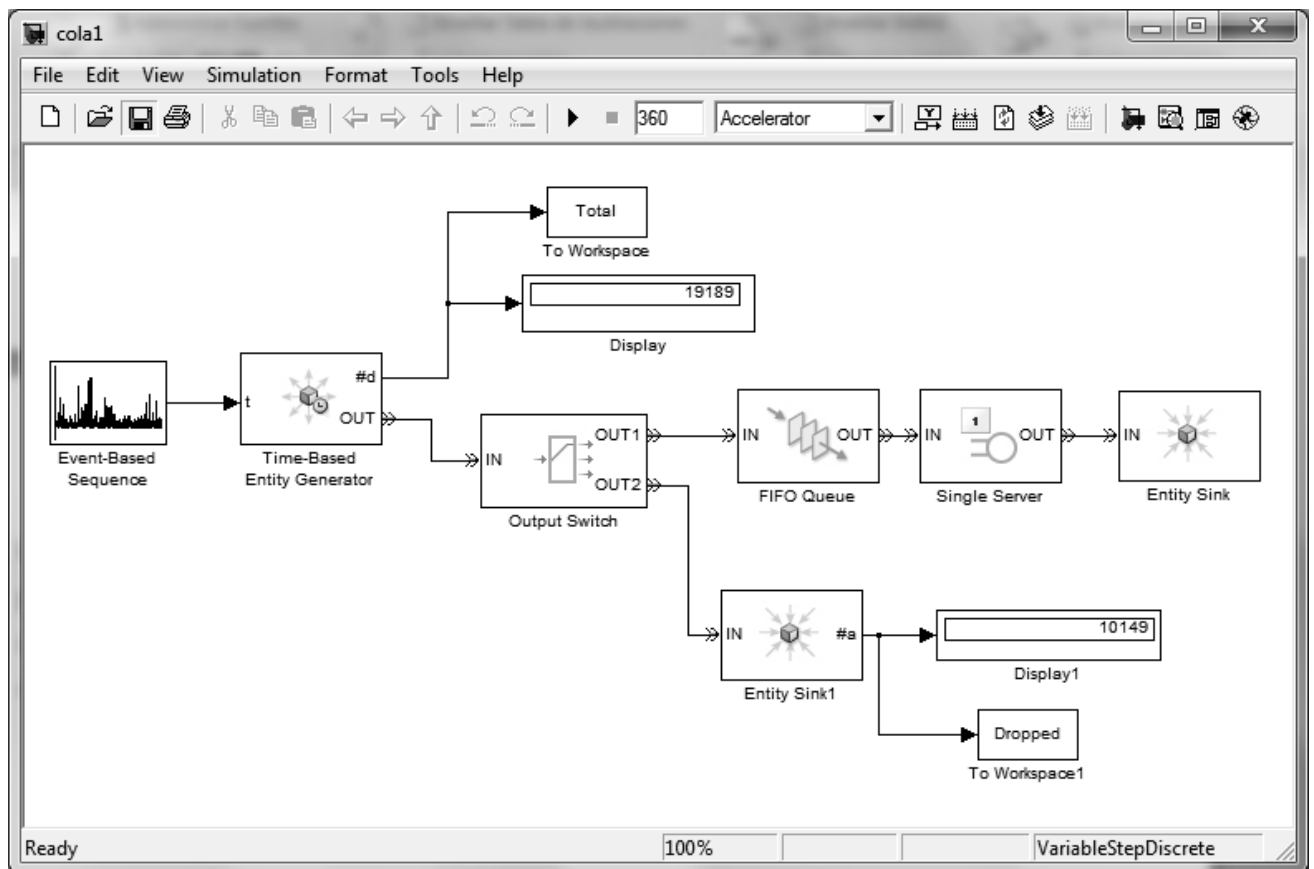 cola1
File Edit View Simulation Format Tools Help
360 Accelerator
Total
To Workspace
19189
Display
t
#d
OUT
Event-Based
Sequence
Time-Based
Entity Generator
IN
OUT1
OUT2
Output Switch
IN
OUT
FIFO Queue
IN
1
OUT
Single Server
IN
Entity Sink
IN
#a
Entity Sink1
10149
Display1
Dropped
To Workspace1
Ready
100%
VariableStepDiscrete